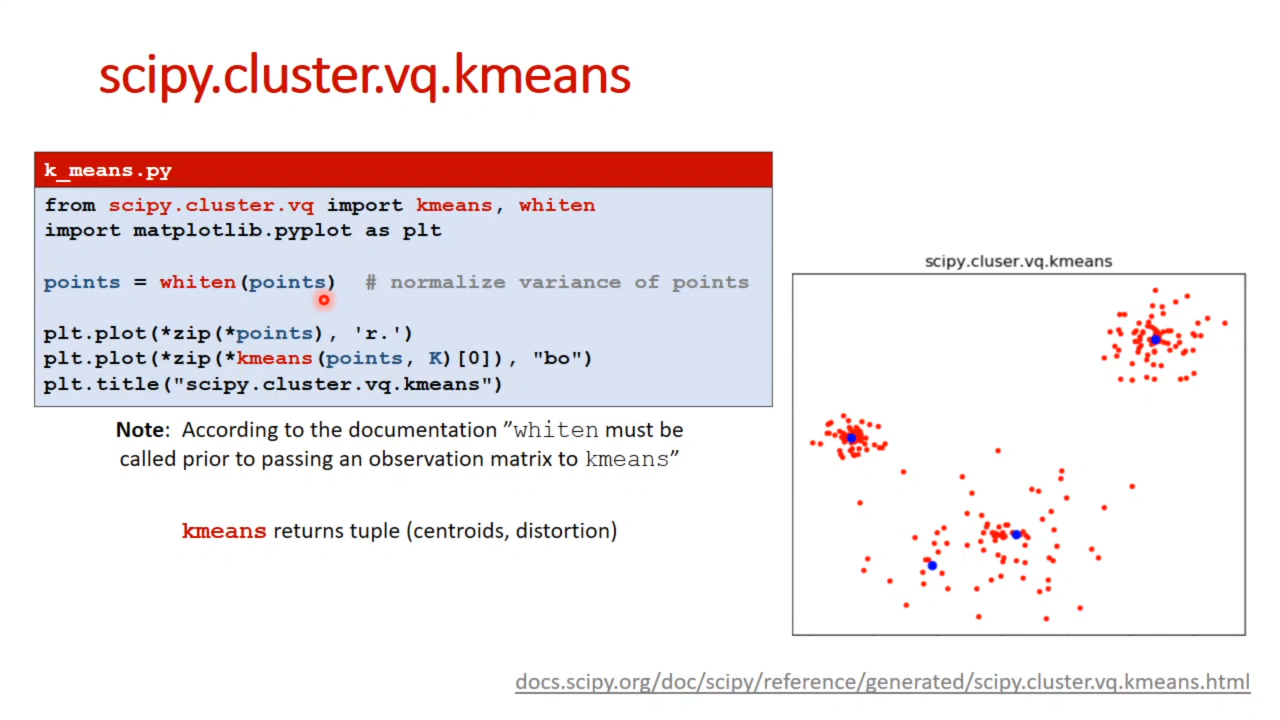 scipy.cluster.vq.kmeans
k_means.py
from scipy.cluster.vq import kmeans, whiten
import matplotlib.pyplot as plt
points = whiten(points)  # normalize variance of points
plt.plot(*zip(*points), 'r.')
plt.plot(*zip(*kmeans(points, K)[0]), "bo")
plt.title("scipy.cluster.vq.kmeans")
Note: According to the documentation ”whiten must be
called prior to passing an observation matrix to kmeans”
kmeans returns tuple (centroids, distortion)
scipy.cluser.vq.kmeans
docs.scipy.org/doc/scipy/reference/generated/scipy.cluster.vq.kmeans.html